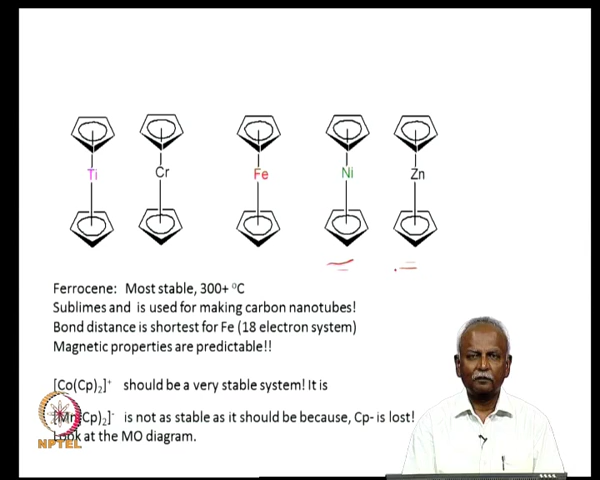 Ti Cr Fe Ni Zn
Ferrocene: Most stable, 300+ ⁰C
Sublimes and is used for making carbon nanotubes!
Bond distance is shortest for Fe (18 electron system)
Magnetic properties are predictable!!
[Co(Cp)₂]⁺ should be a very stable system! It is
[Mn(Cp)₂]⁻ is not as stable as it should be because, Cp- is lost!
Look at the MO diagram.
NPTEL